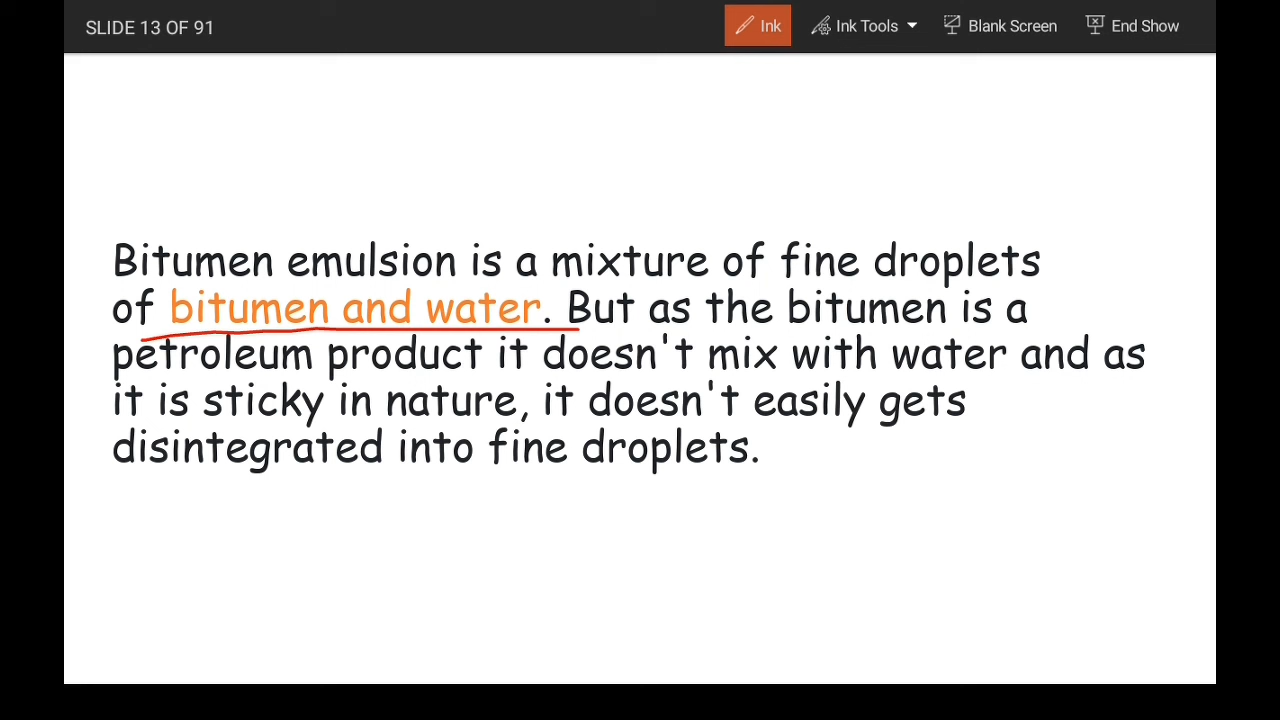 SLIDE 13 OF 91 Ink Ink Tools Blank Screen End Show
Bitumen emulsion is a mixture of fine droplets
of bitumen and water. But as the bitumen is a
petroleum product it doesn't mix with water and as
it is sticky in nature, it doesn't easily gets
disintegrated into fine droplets.